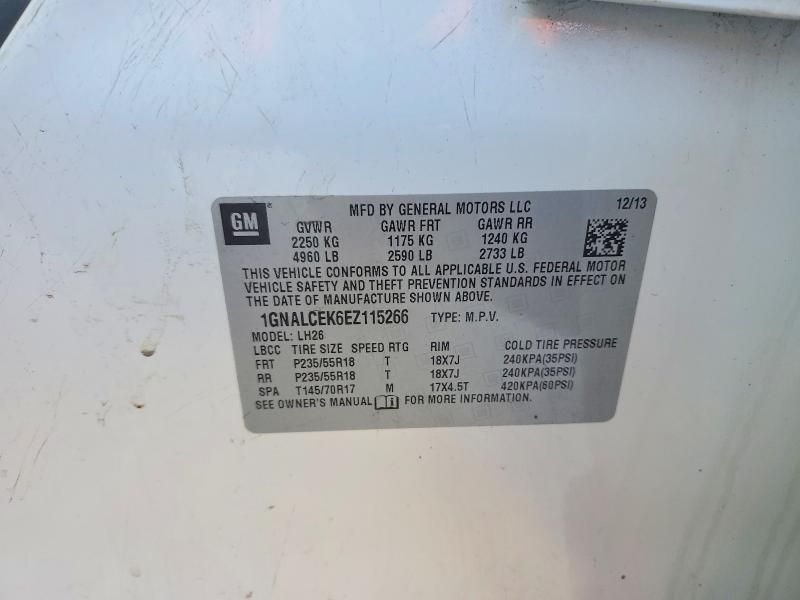 GM ® MFD BY GENERAL MOTORS LLC 12/13
GVWR GAWR FRT GAWR RR
2250 KG 1175 KG 1240 KG
4960 LB 2590 LB 2733 LB
THIS VEHICLE CONFORMS TO ALL APPLICABLE U.S. FEDERAL MOTOR
VEHICLE SAFETY AND THEFT PREVENTION STANDARDS IN EFFECT ON
THE DATE OF MANUFACTURE SHOWN ABOVE.
1GNALCEK6EZ115266 TYPE: M.P.V.
MODEL: LH26
LBCC TIRE SIZE SPEED RTG RIM COLD TIRE PRESSURE
FRT P235/55R18 T 18X7J 240KPA(35PSI)
RR P235/55R18 T 18X7J 240KPA(35PSI)
SPA T145/70R17 M 17X4.5T 420KPA(60PSI)
SEE OWNER'S MANUAL FOR MORE INFORMATION.